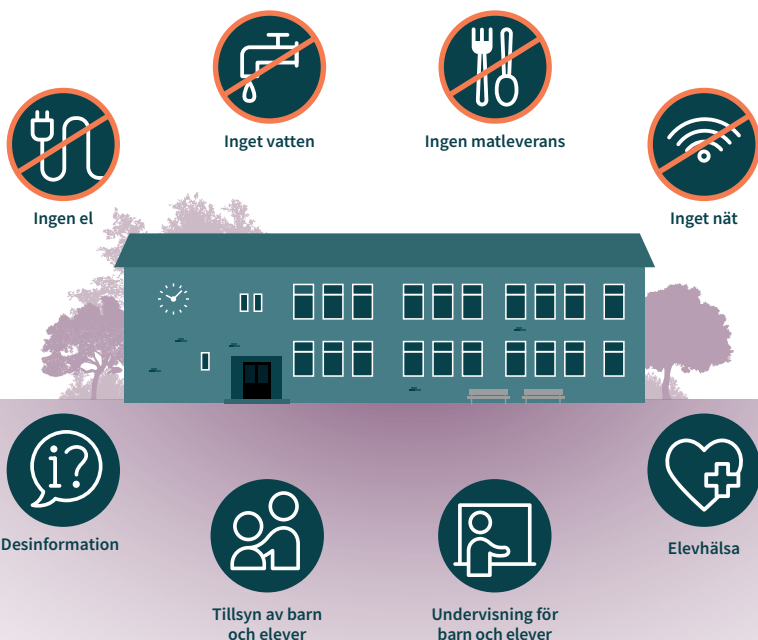 Inget vatten
Ingen matleverans
Ingen el
Inget nät
Desinformation
Elevhälsa
Tillsyn av barn
och elever
Undervisning för
barn och elever